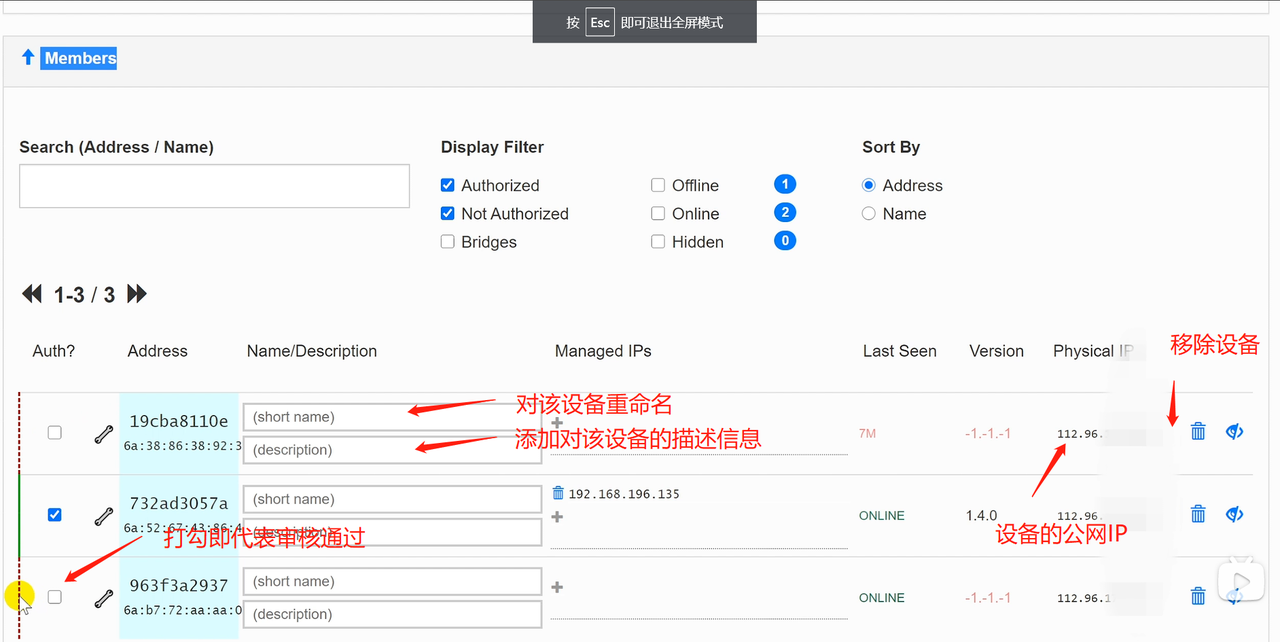 按 Esc 即可退出全屏模式
Members
Search (Address / Name)
Display Filter
Sort By
Authorized
Offline
1
Address
Not Authorized
Online
2
Name
Bridges
Hidden
0
1-3 / 3
Auth?
Address
Name/Description
Managed IPs
Last Seen
Version
Physical IP
移除设备
19cba8110e
6a:38:86:38:92:3
(short name)
对该设备重命名
(description)
添加对该设备的描述信息
7M
-1.-1.-1
112.96.
732ad3057a
6a:52:67:43:86:4
(short name)
192.168.196.135
ONLINE
1.4.0
112.96.
设备的公网IP
打勾即代表审核通过
963f3a2937
6a:b7:72:aa:aa:0
(short name)
(description)
ONLINE
-1.-1.-1
112.96.1